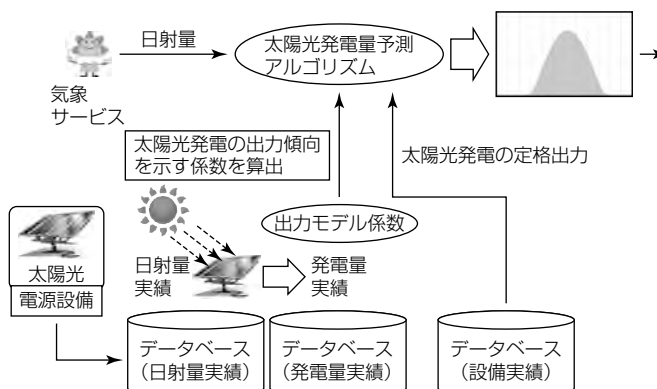 日射量
太陽光発電量予測
アルゴリズム
気象
サービス
太陽光発電の出力傾向
を示す係数を算出
太陽光発電の定格出力
出力モデル係数
太陽光
電源設備
日射量
実績
発電量
実績
データベース
(日射量実績)
データベース
(発電量実績)
データベース
(設備実績)